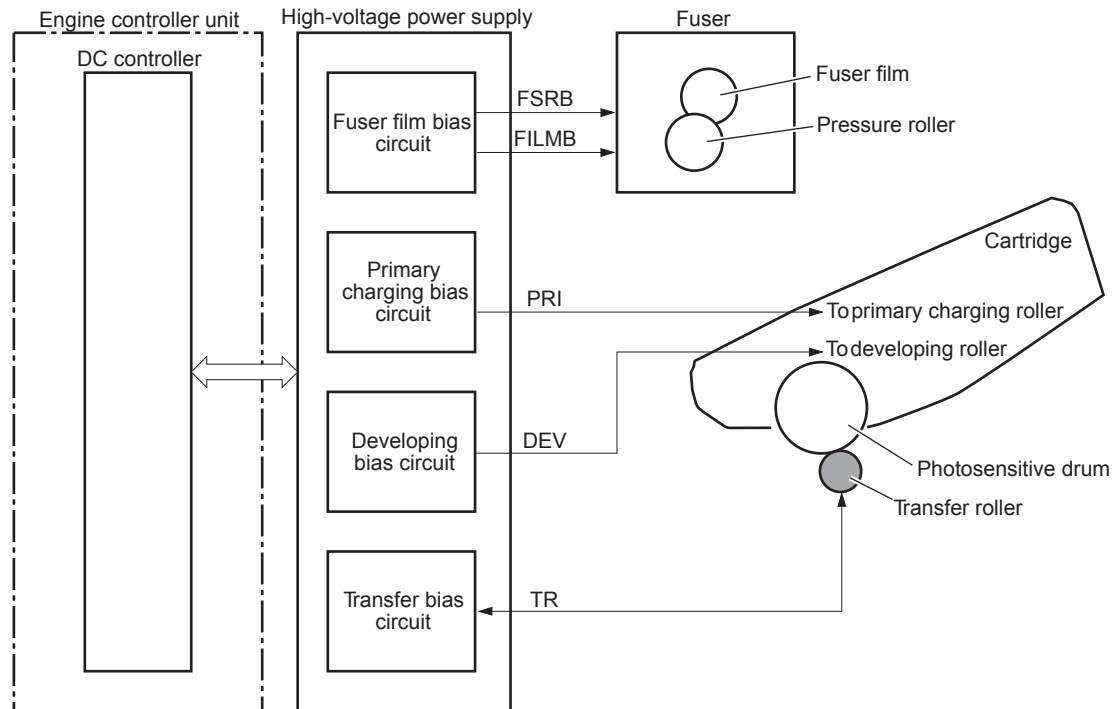 Engine controller unit
High-voltage power supply
Fuser
DC controller
Fuser film bias
circuit
FSRB
FILMB
Fuser film
Pressure roller
Primary
charging bias
circuit
PRI
Cartridge
To primary charging roller
To developing roller
Developing
bias circuit
DEV
Photosensitive drum
Transfer roller
Transfer bias
circuit
TR